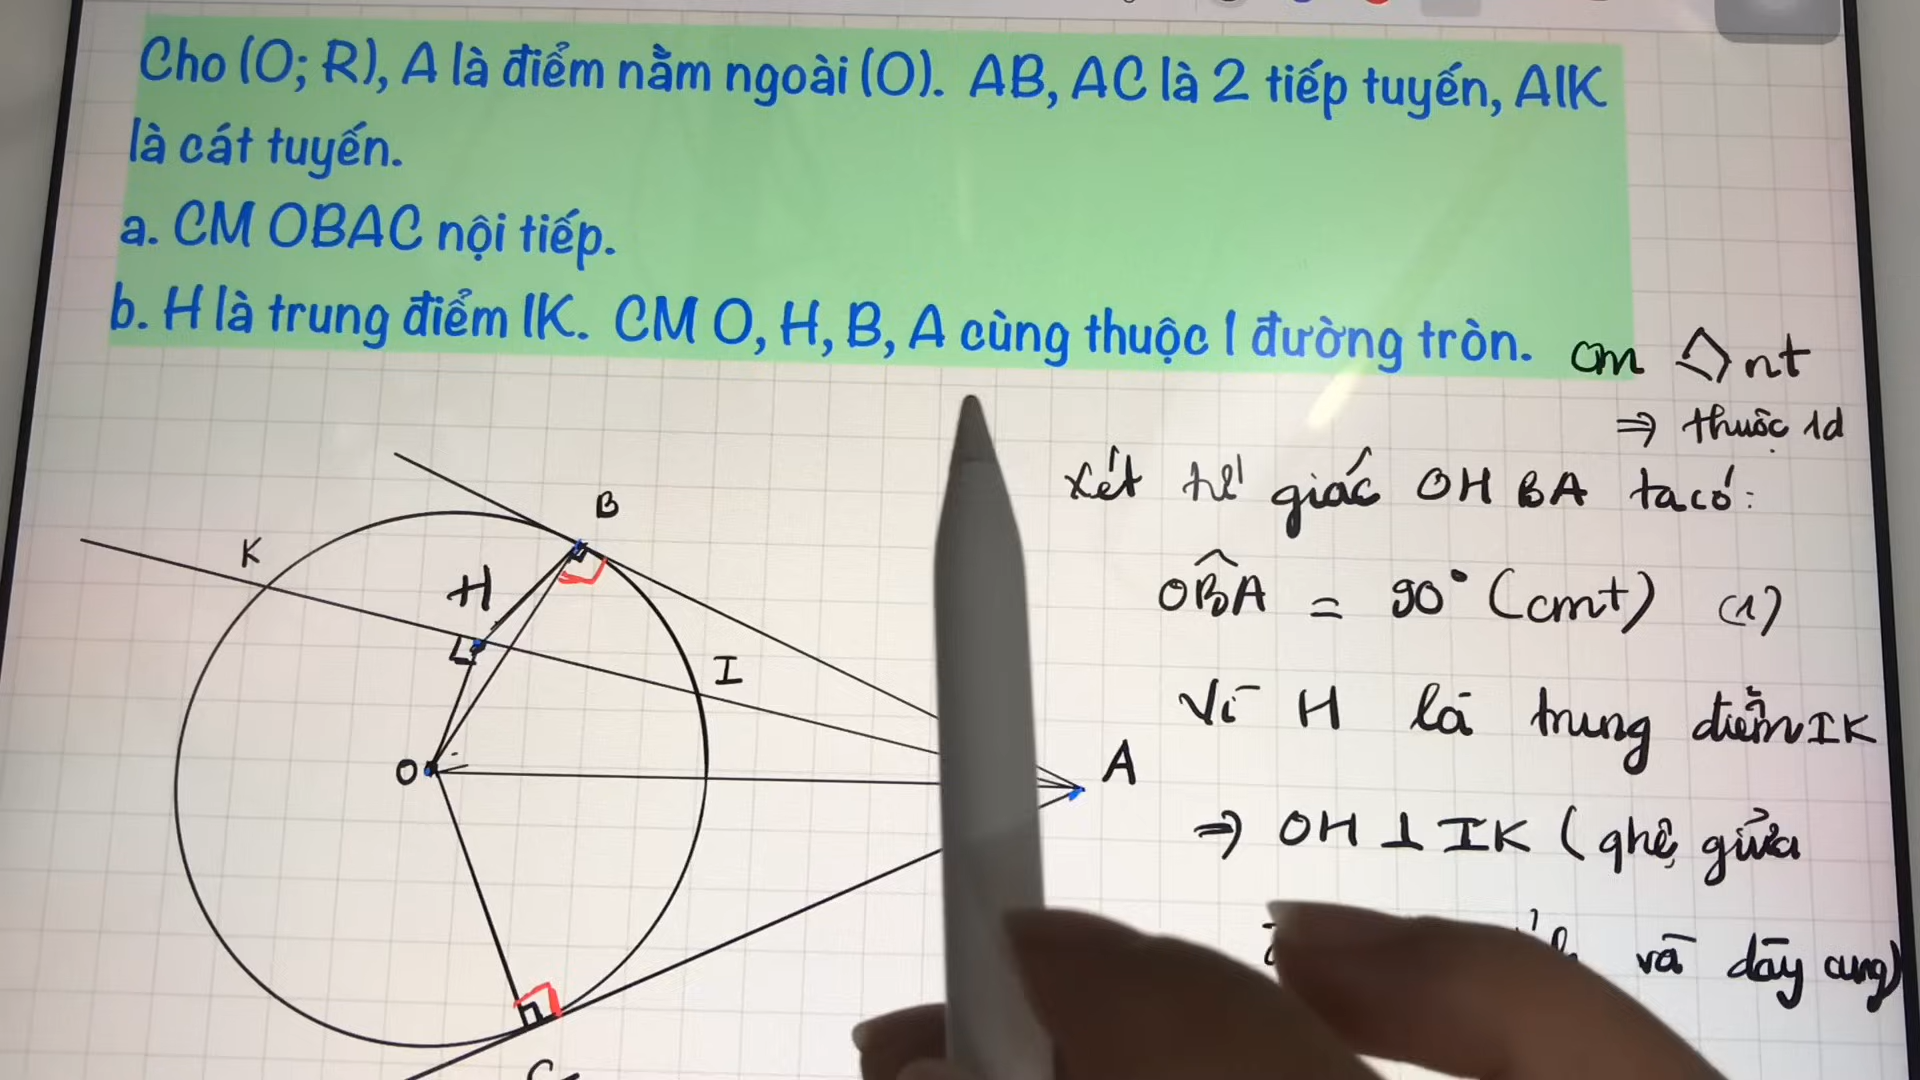 Cho (O; R), A là điểm nằm ngoài (O). AB, AC là 2 tiếp tuyến, AIK
là cát tuyến.
a. CM OBAC nội tiếp.
b. H là trung điểm IK. CM O, H, B, A cùng thuộc 1 đường tròn.
cm nt
⇒ thuộc 1đ
Xét tứ giác OHBA ta có:
OBA = 90° (cmt) (1)
Vì H là trung điểm IK
⇒ OH ⊥ IK (qhệ giữa
và dây cung)
B
K
H
I
O
A
C